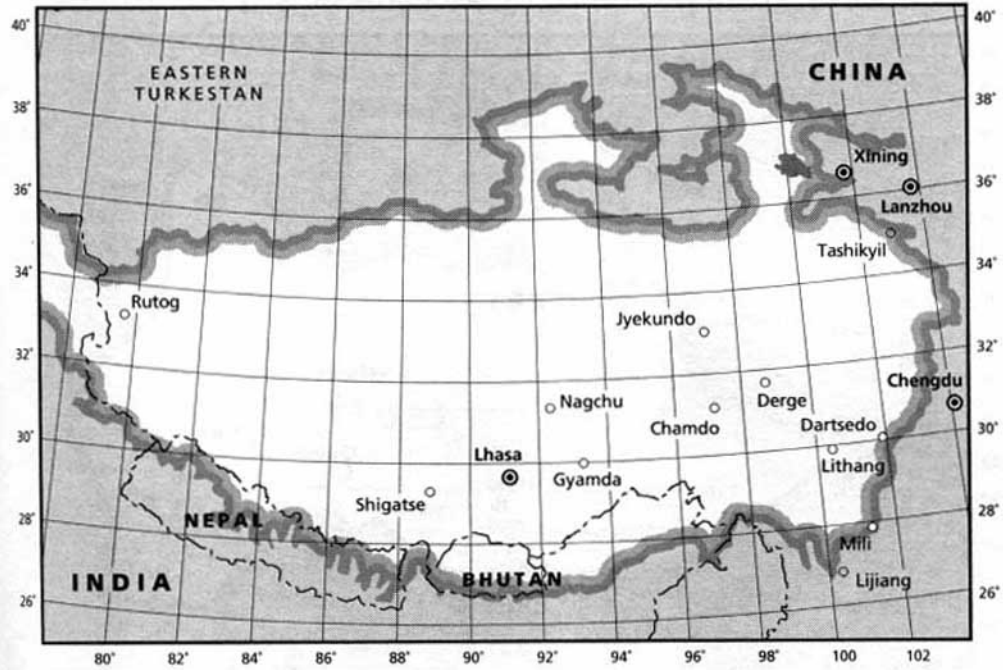 40°
40°
EASTERN
TURKESTAN
CHINA
38°
38°
Xining
36°
36°
Lanzhou
Tashikyil
34°
34°
Rutog
Jyekundo
32°
32°
Chengdu
Nagchu
Derge
Chamdo
Dartsedo
30°
30°
Lhasa
Lithang
Gyamda
Shigatse
28°
28°
NEPAL
Mili
INDIA
BHUTAN
Lijiang
26°
26°
80°
82°
84°
86°
88°
90°
92°
94°
96°
98°
100
102°